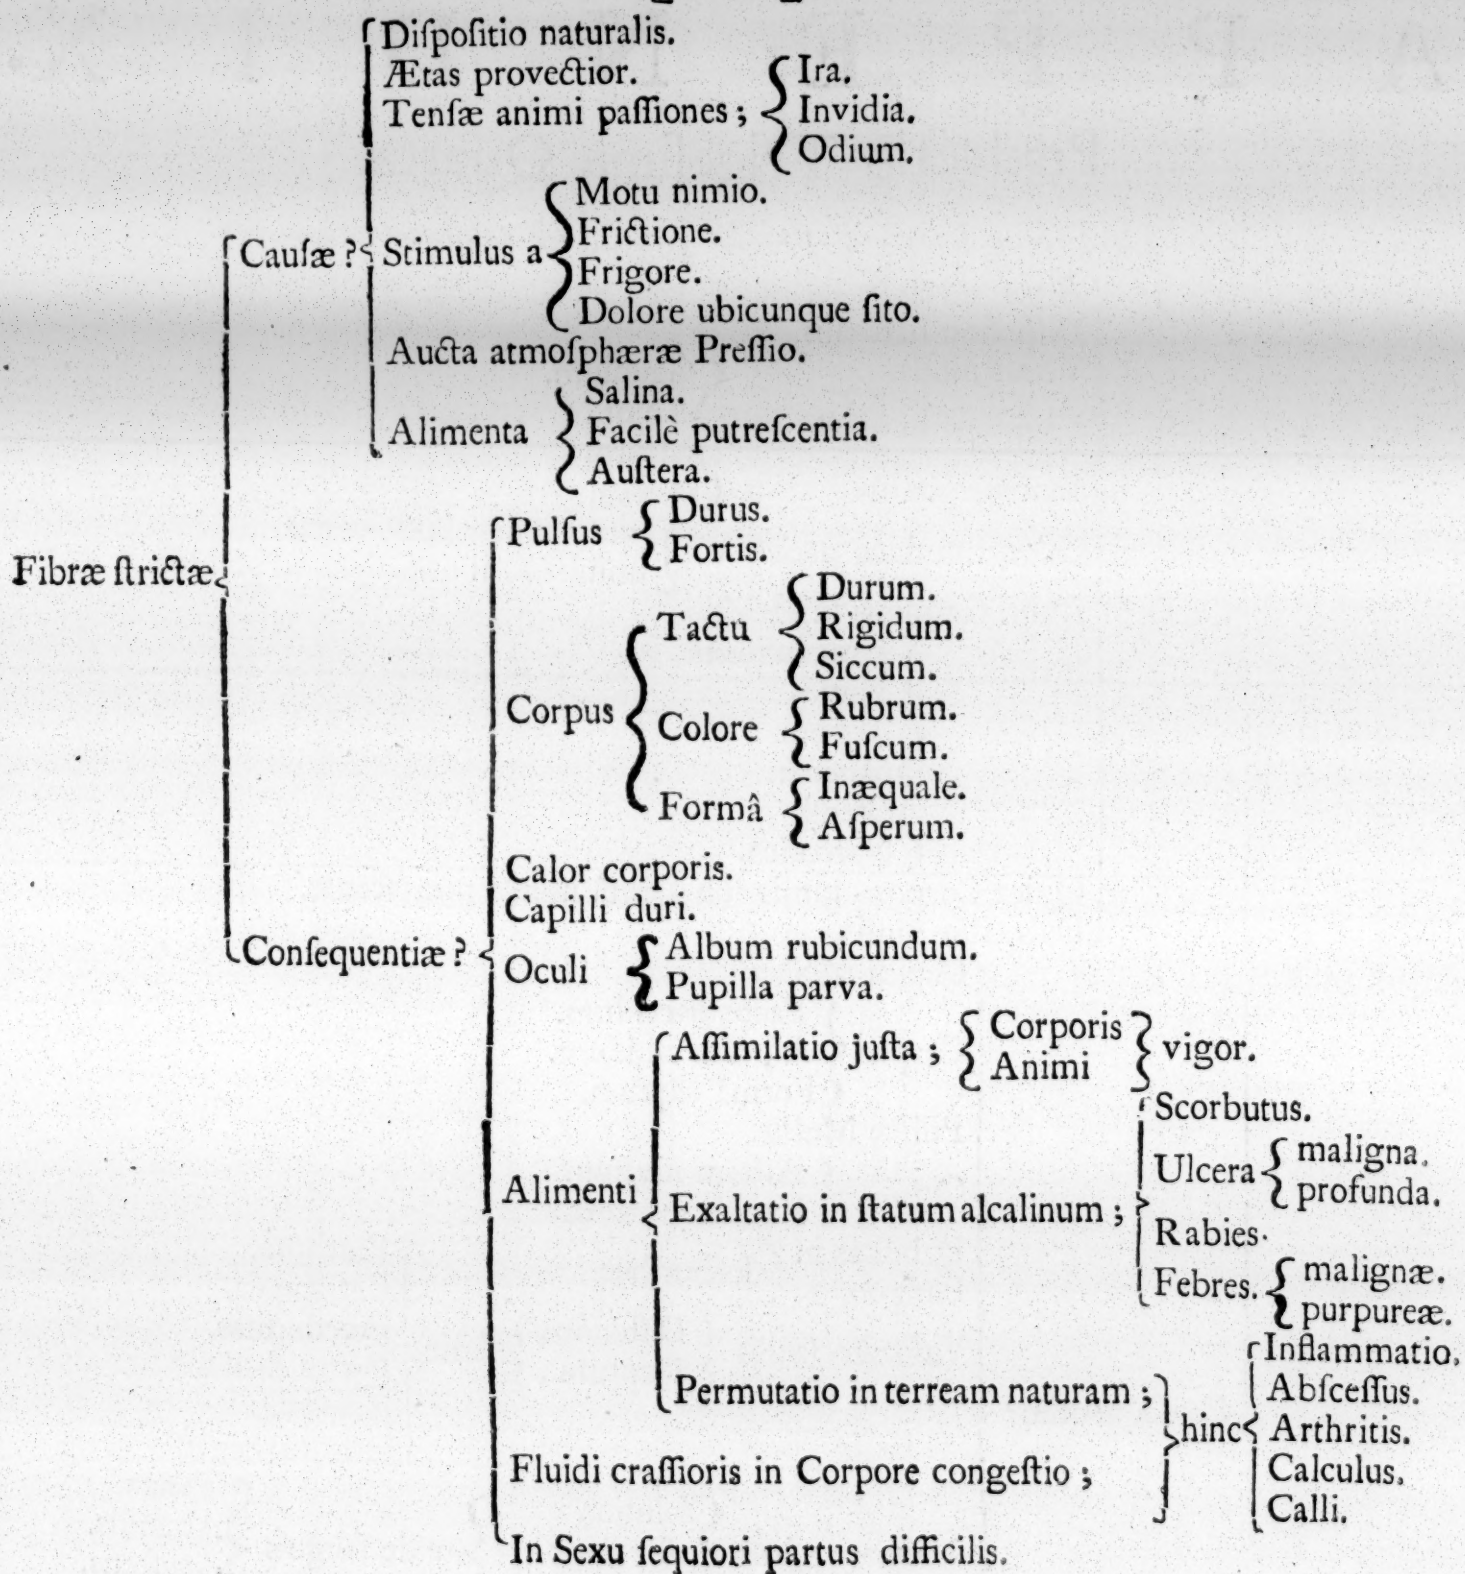 Diſpoſitio naturalis.
Ætas provectior.
Tenſæ animi paſſiones;
Ira.
Invidia.
Odium.
Cauſæ?
Stimulus a
Motu nimio.
Frictione.
Frigore.
Dolore ubicunque ſito.
Aucta atmoſphæræ Preſſio.
Alimenta
Salina.
Facilè putreſcentia.
Auſtera.
Fibræ ſtrictæ
Pulſus
Durus.
Fortis.
Corpus
Tactu
Durum.
Rigidum.
Siccum.
Colore
Rubrum.
Fuſcum.
Formâ
Inæquale.
Aſperum.
Calor corporis.
Capilli duri.
Conſequentiæ?
Oculi
Album rubicundum.
Pupilla parva.
Alimenti
Aſſimilatio juſta;
Corporis
Animi
vigor.
Exaltatio in ſtatum alcalinum;
Scorbutus.
Ulcera
maligna.
profunda.
Rabies.
Febres.
malignæ.
purpureæ.
Permutatio in terream naturam;
Fluidi craſſioris in Corpore congeſtio;
hinc
Inflammatio.
Abſceſſus.
Arthritis.
Calculus.
Calli.
In Sexu ſequiori partus difficilis.